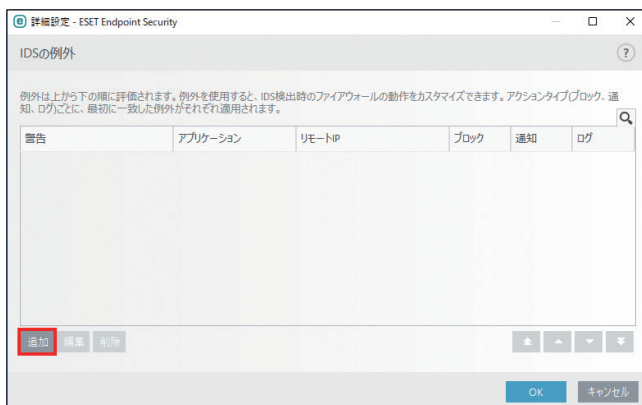 詳細設定 - ESET Endpoint Security
IDSの例外
?
例外は上から下の順に評価されます。例外を使用すると、IDS検出時のファイアウォールの動作をカスタマイズできます。アクションタイプ(ブロック、通
知、ログ)ごとに、最初に一致した例外がそれぞれ適用されます。
警告 アプリケーション リモートIP ブロック 通知 ログ
追加 編集 削除
OK キャンセル